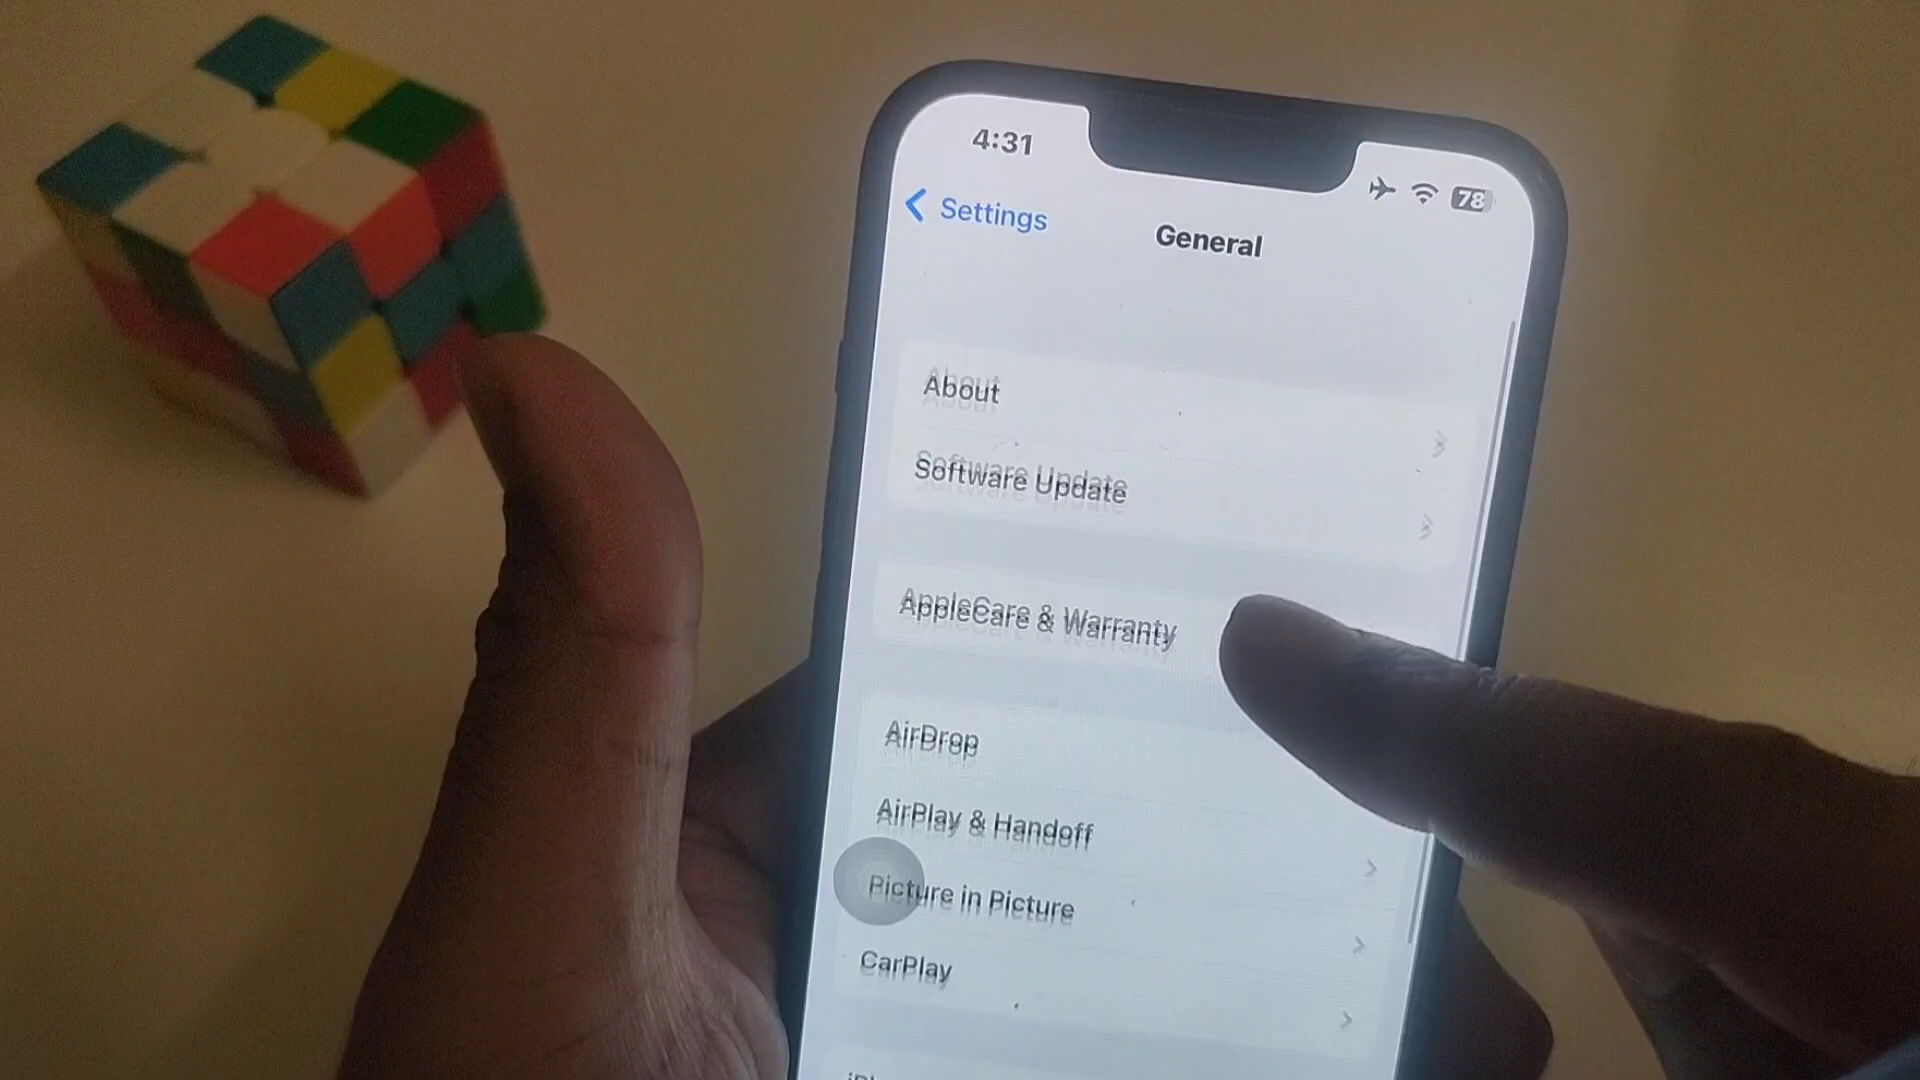 4:31
78
Settings
General
About
Software Update
AppleCare & Warranty
AirDrop
AirPlay & Handoff
Picture in Picture
CarPlay